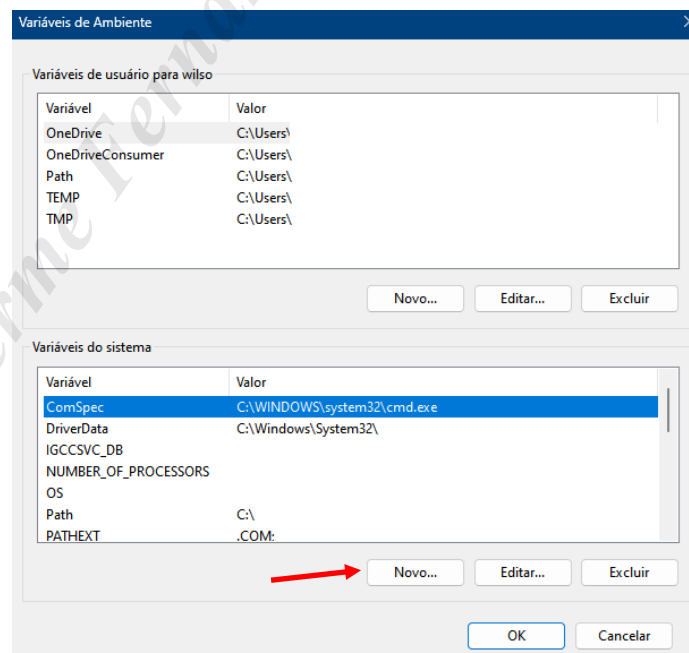 Variáveis de Ambiente
Variáveis de usuário para wilso
Variável Valor
OneDrive C:\Users\
OneDriveConsumer C:\Users\
Path C:\Users\
TEMP C:\Users\
TMP C:\Users\
Novo... Editar... Excluir
Variáveis do sistema
Variável Valor
ComSpec C:\WINDOWS\system32\cmd.exe
DriverData C:\Windows\System32\
IGCCSVC_DB
NUMBER_OF_PROCESSORS
OS
Path C:\
PATHEXT .COM;
Novo... Editar... Excluir
OK Cancelar